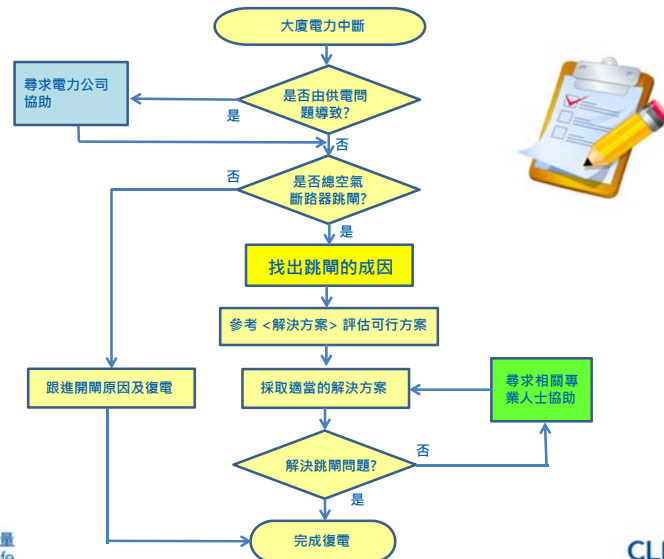 大廈電力中斷
尋求電力公司
協助
是否由供電問
題導致?
是
否
否
是否總空氣
斷路器跳閘?
是
找出跳閘的成因
參考 <解決方案> 評估可行方案
跟進開閘原因及復電
採取適當的解決方案
尋求相關專
業人士協助
解決跳閘問題?
否
是
完成復電
量
CL